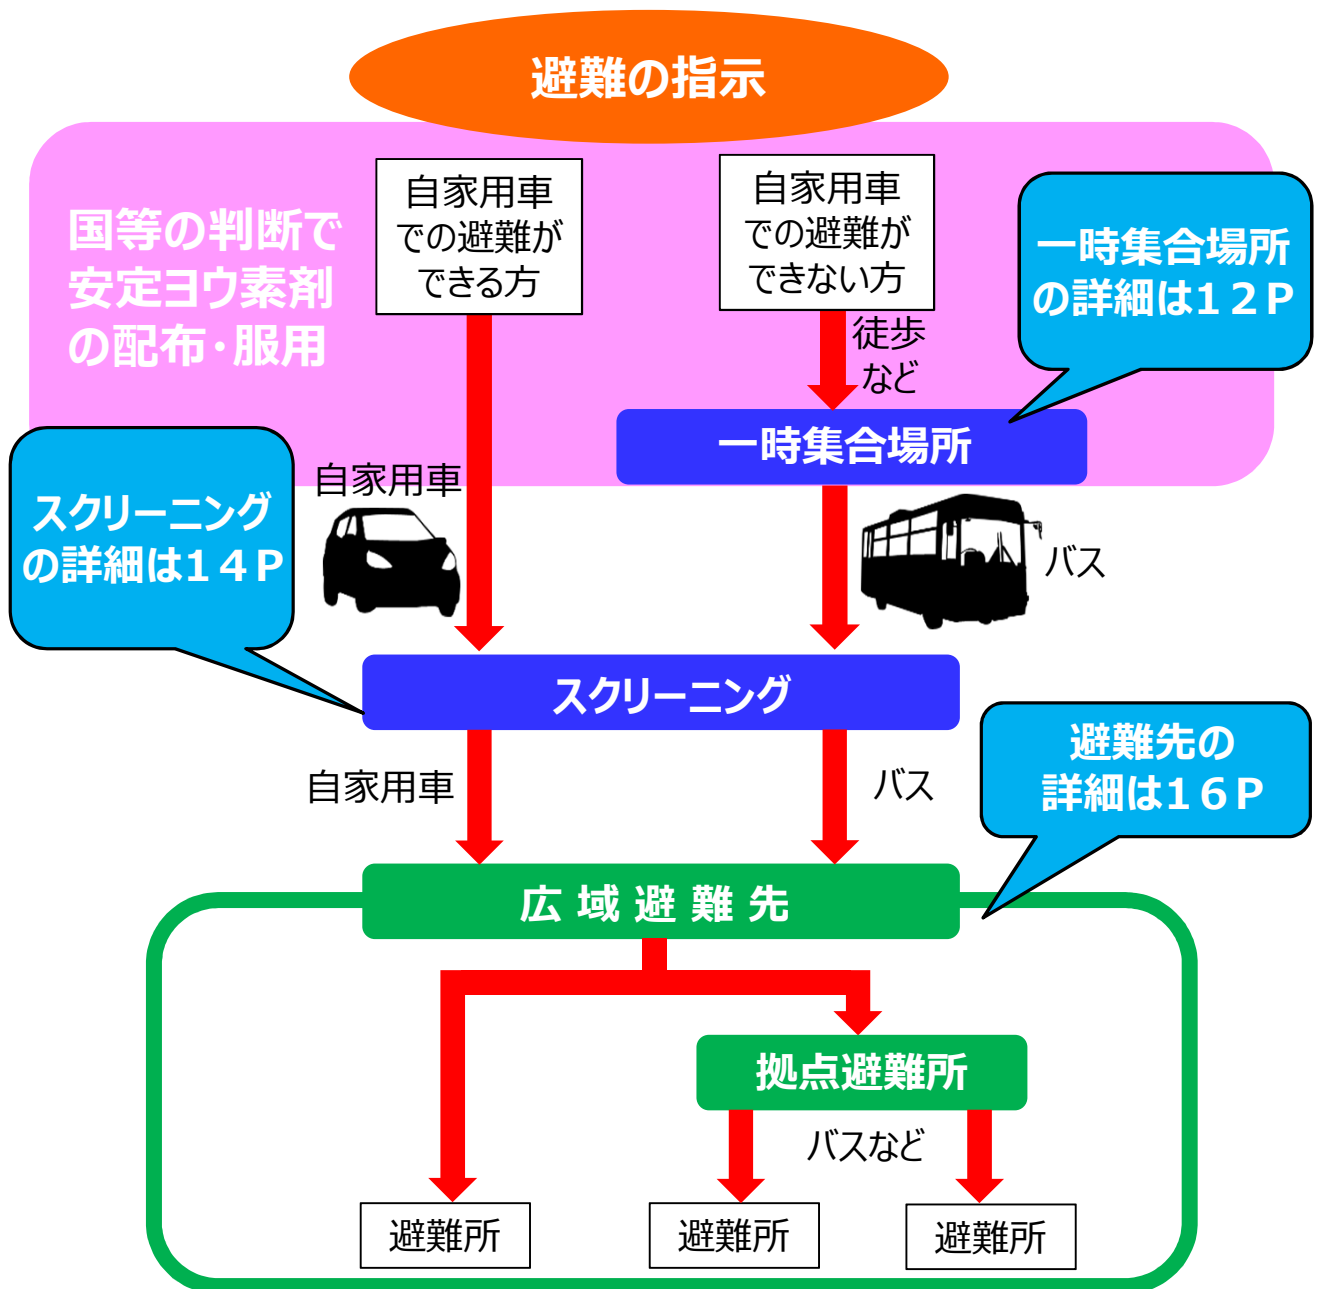 避難の指示
国等の判断で
安定ヨウ素剤
の配布・服用
自家用車
での避難が
できる方
自家用車
での避難が
できない方
一時集合場所
の詳細は１２Ｐ
徒歩
など
一時集合場所
自家用車
バス
スクリーニング
の詳細は１４Ｐ
スクリーニング
自家用車
バス
避難先の
詳細は１６Ｐ
広域避難先
拠点避難所
バスなど
避難所
避難所
避難所